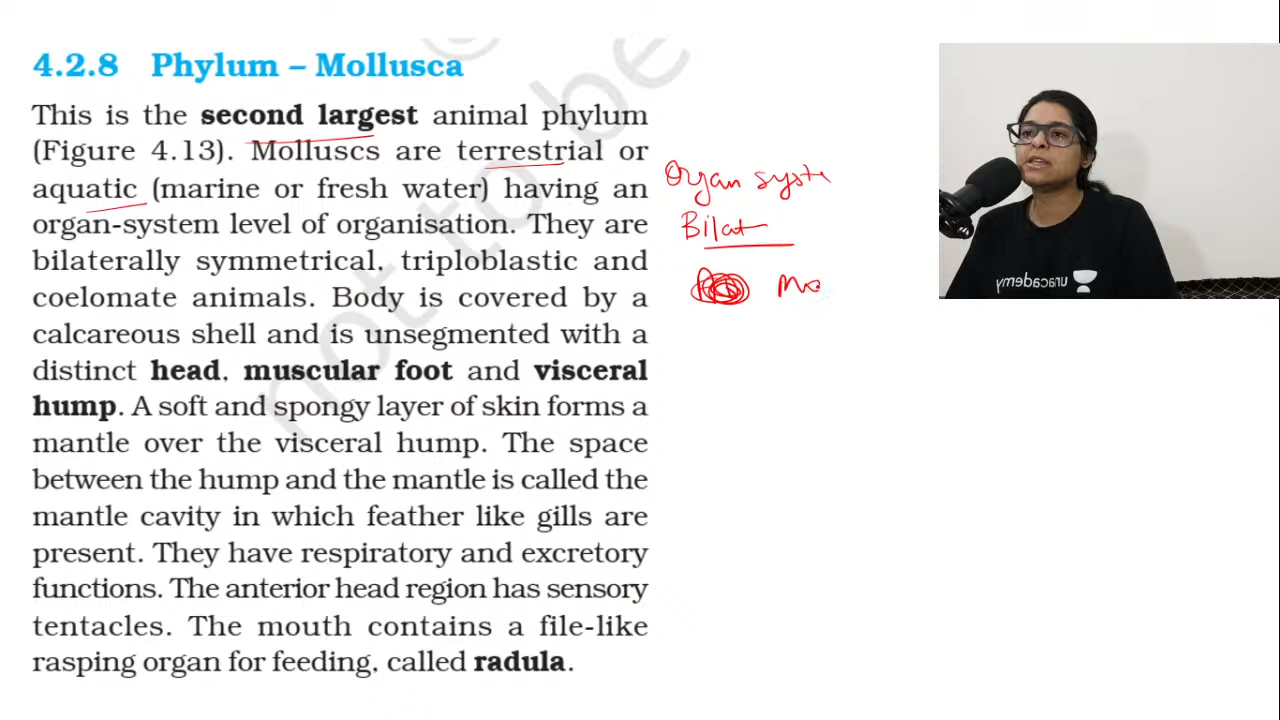 4.2.8 Phylum – Mollusca
This is the second largest animal phylum
(Figure 4.13). Molluscs are terrestrial or
aquatic (marine or fresh water) having an
organ-system level of organisation. They are
bilaterally symmetrical, triploblastic and
coelomate animals. Body is covered by a
calcareous shell and is unsegmented with a
distinct head, muscular foot and visceral
hump. A soft and spongy layer of skin forms a
mantle over the visceral hump. The space
between the hump and the mantle is called the
mantle cavity in which feather like gills are
present. They have respiratory and excretory
functions. The anterior head region has sensory
tentacles. The mouth contains a file-like
rasping organ for feeding, called radula.
not to be
Organ syste
Bilat
Mo
unacademy